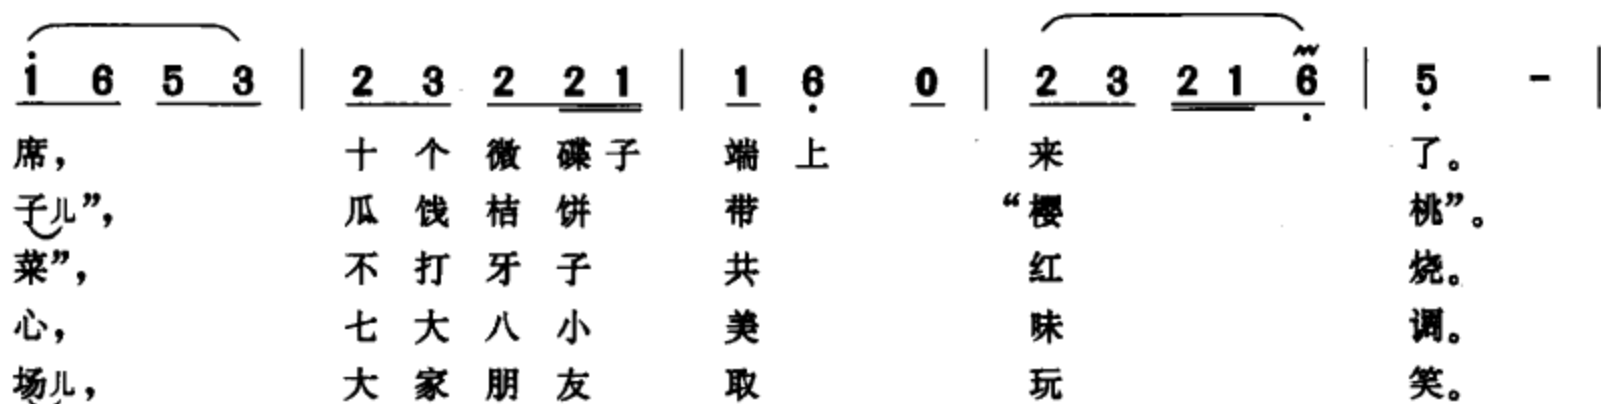 1 6 5 3 | 2 3 2 2 1 | 1 6 0 | 2 3 2 1 6 | 5 - |
席， 十 个 微 碟 子 端 上 来 了。
子儿”， 瓜 饯 桔 饼 带 “樱 桃”。
菜”， 不 打 牙 子 共 红 烧。
心， 七 大 八 小 美 味 调。
场儿， 大 家 朋 友 取 玩 笑。